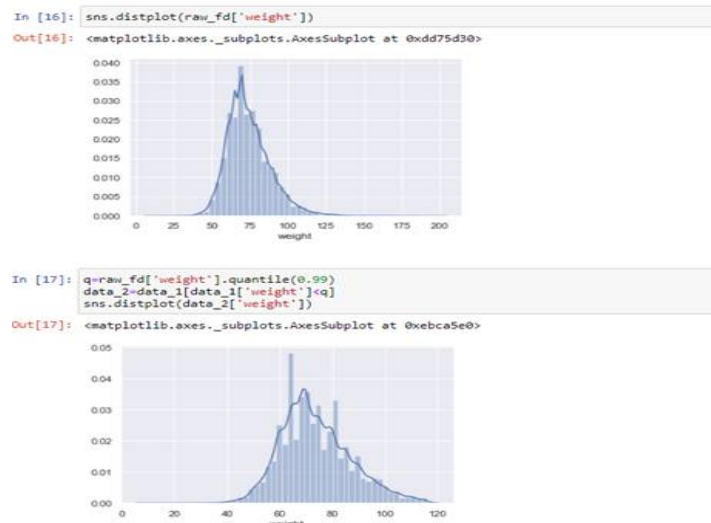 In [16]: sns.distplot(raw_fd['weight'])
Out[16]: <matplotlib.axes._subplots.AxesSubplot at 0xdd75d30>
0.040
0.035
0.030
0.025
0.020
0.015
0.010
0.005
0.000
0 25 50 75 100 125 150 175 200
weight
In [17]: q=raw_fd['weight'].quantile(0.99)
data_2=data_1[data_1['weight']<q]
sns.distplot(data_2['weight'])
Out[17]: <matplotlib.axes._subplots.AxesSubplot at 0xebca5e0>
0.05
0.04
0.03
0.02
0.01
0.00
0 20 40 60 80 100 120
weight